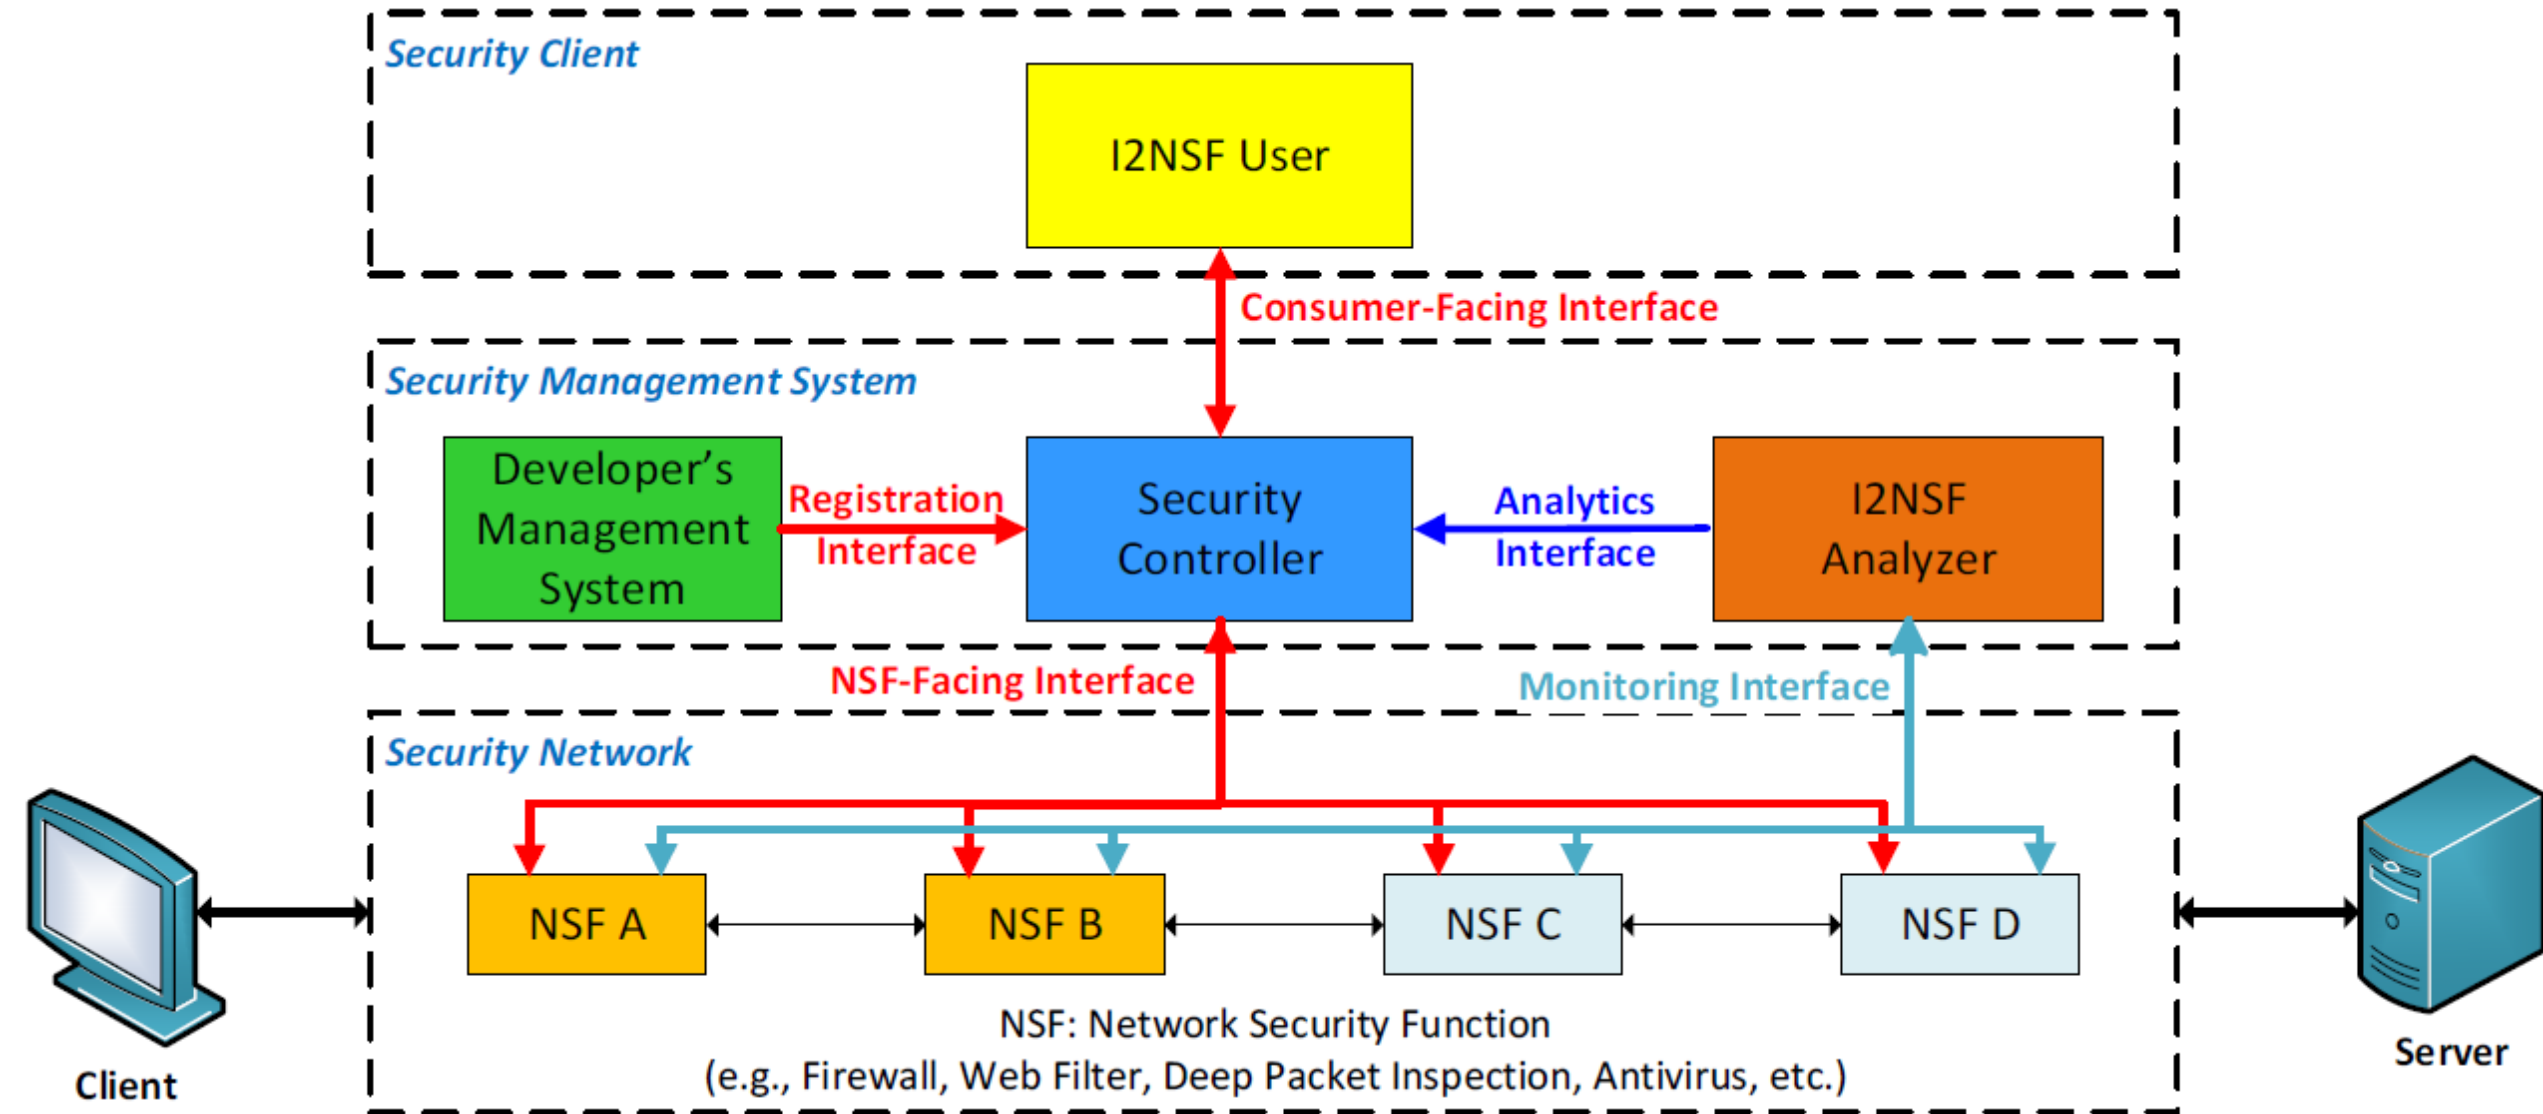 Security Client
I2NSF User
Consumer-Facing Interface
Security Management System
Developer’s
Management
System
Registration
Interface
Security
Controller
Analytics
Interface
I2NSF
Analyzer
NSF-Facing Interface
Monitoring Interface
Security Network
NSF A
NSF B
NSF C
NSF D
NSF: Network Security Function
(e.g., Firewall, Web Filter, Deep Packet Inspection, Antivirus, etc.)
Client
Server